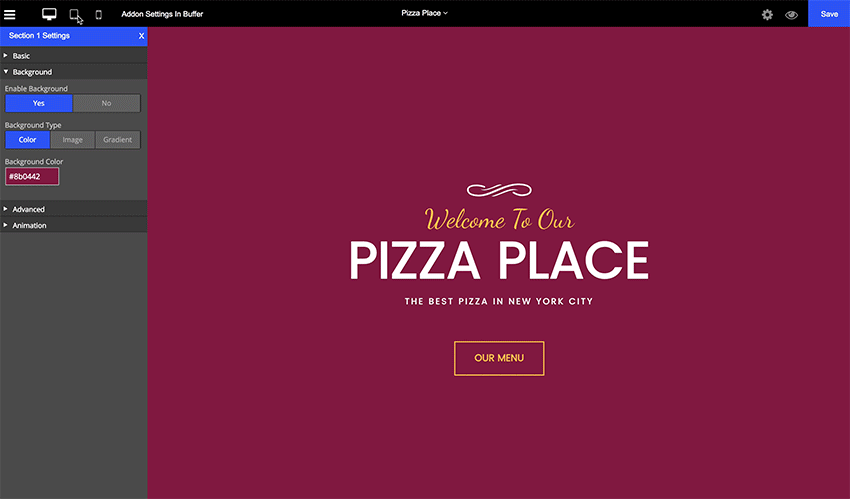 Addon Settings In Buffer
Pizza Place
Save
Section 1 Settings X
Basic
Background
Enable Background
Yes No
Background Type
Color Image Gradient
Background Color
#8b0442
Advanced
Animation
Welcome To Our
PIZZA PLACE
THE BEST PIZZA IN NEW YORK CITY
OUR MENU